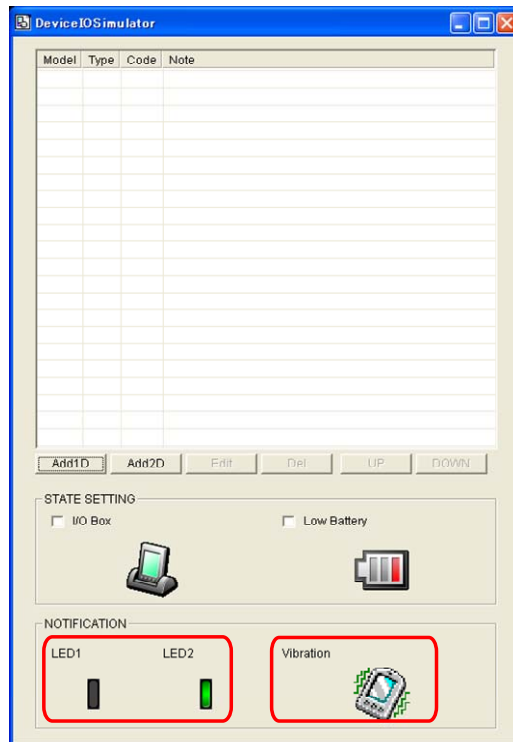 DeviceIOSimulator
Model Type Code Note
Add1D Add2D Edit Del UP DOWN
STATE SETTING
I/O Box Low Battery
NOTIFICATION
LED1 LED2 Vibration